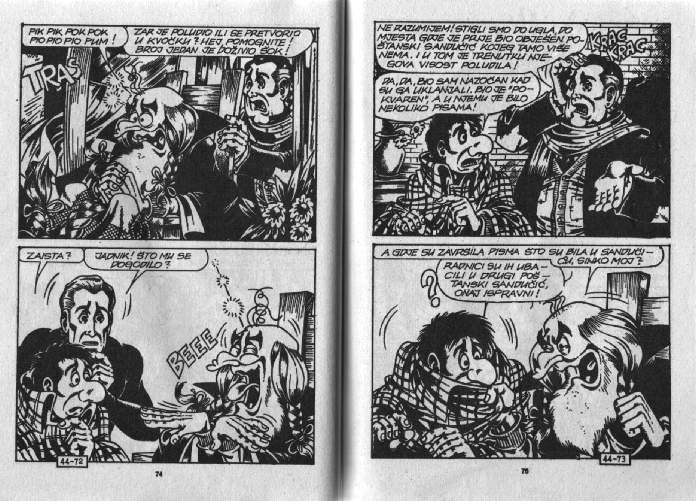 PIK PIK, POK POK
PIO PIO PIO PUM!
ZAR JE POLUDIO ILI SE PRETVORIO
U KVOČKU? HEJ, POMOGNITE!
BROJ JEDAN JE DOŽIVIO ŠOK!
TRAS
ZAISTA?
JADNIK! ŠTO MU SE
DOGODILO?
BEEEE
44-72
74
NE RAZUMIJEM! STIGLI SMO DO UGLA, DO
MJESTA GDJE JE PRIJE BIO OBJEŠEN PO-
ŠTANSKI SANDUČIĆ KOJEG TAMO VIŠE
NEMA. I U TOM JE TRENUTKU NJE-
GOVA VISOST POLUDILA!
KRAC
KRAC
DA, DA, BIO SAM NAZOČAN KAD
SU GA UKLANJALI. BIO JE "PO-
KVAREN", A U NJEMU JE BILO
NEKOLIKO PISAMA!
A GDJE SU ZAVRŠILA PISMA ŠTO SU BILA U SANDUČI-
ĆU, SINKO MOJ?
RADNICI SU IH UBA-
CILI U DRUGI POŠ-
TANSKI SANDUČIĆ,
ONAJ ISPRAVNI!
?
44-73
75